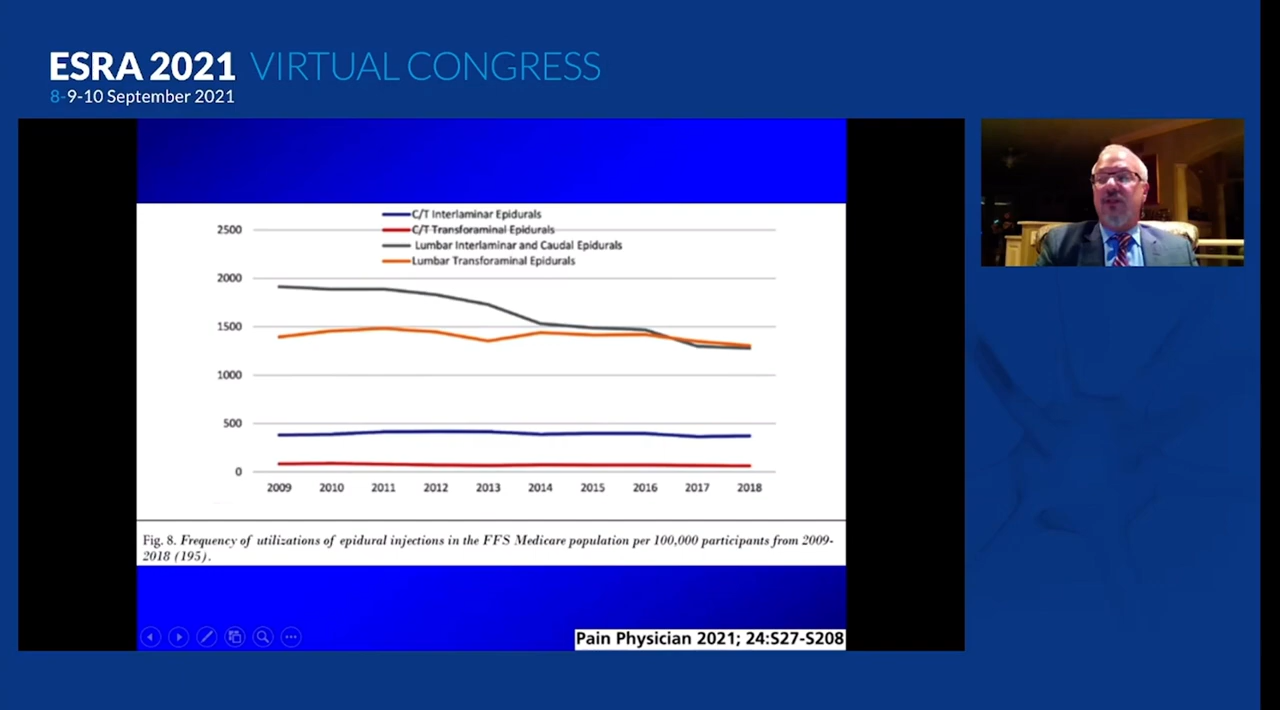 ESRA 2021 VIRTUAL CONGRESS
8-9-10 September 2021
C/T Interlaminar Epidurals
2500
C/T Transforaminal Epidurals
Lumbar Interlaminar and Caudal Epidurals
Lumbar Transforaminal Epidurals
2000
1500
1000
500
0
2009 2010 2011 2012 2013 2014 2015 2016 2017 2018
Fig. 8. Frequency of utilizations of epidural injections in the FFS Medicare population per 100,000 participants from 2009-
2018 (195).
Pain Physician 2021; 24:S27-S208